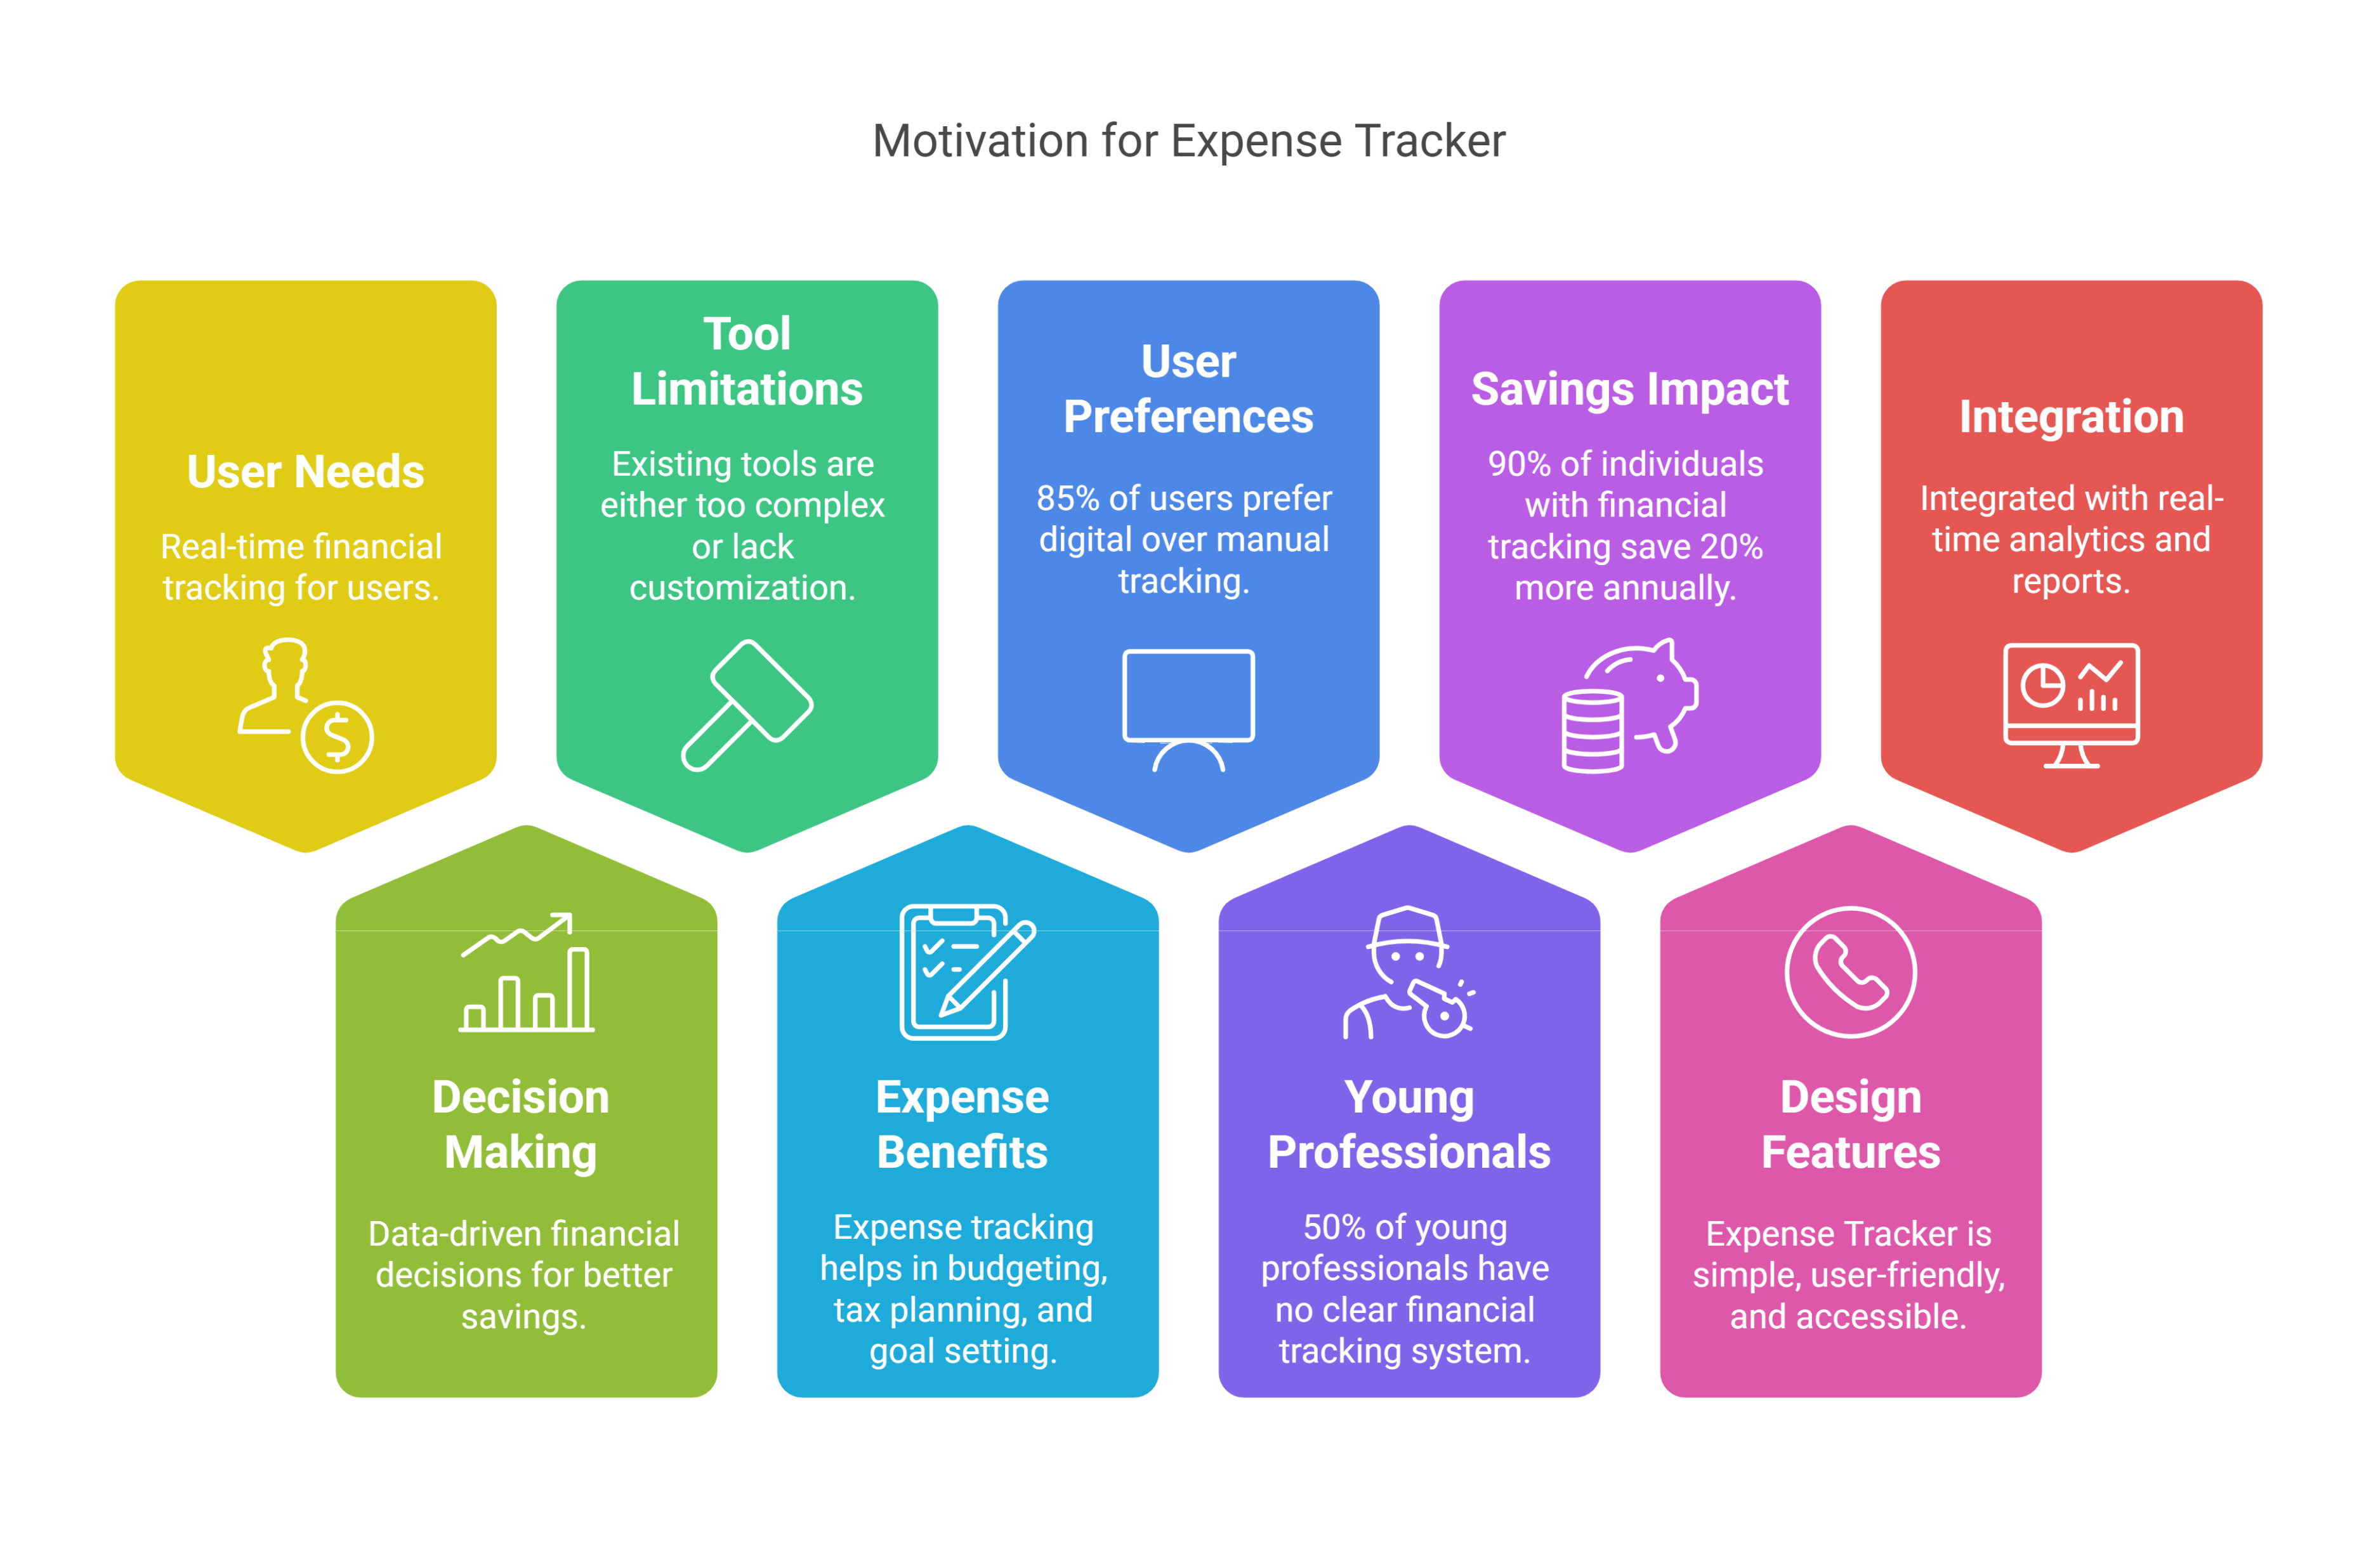 Motivation for Expense Tracker
User Needs
Real-time financial
tracking for users.
Tool
Limitations
Existing tools are
either too complex
or lack
customization.
User
Preferences
85% of users prefer
digital over manual
tracking.
Savings Impact
90% of individuals
with financial
tracking save 20%
more annually.
Integration
Integrated with real-
time analytics and
reports.
$
Decision
Making
Data-driven financial
decisions for better
savings.
Expense
Benefits
Expense tracking
helps in budgeting,
tax planning, and
goal setting.
Young
Professionals
50% of young
professionals have
no clear financial
tracking system.
Design
Features
Expense Tracker is
simple, user-friendly,
and accessible.